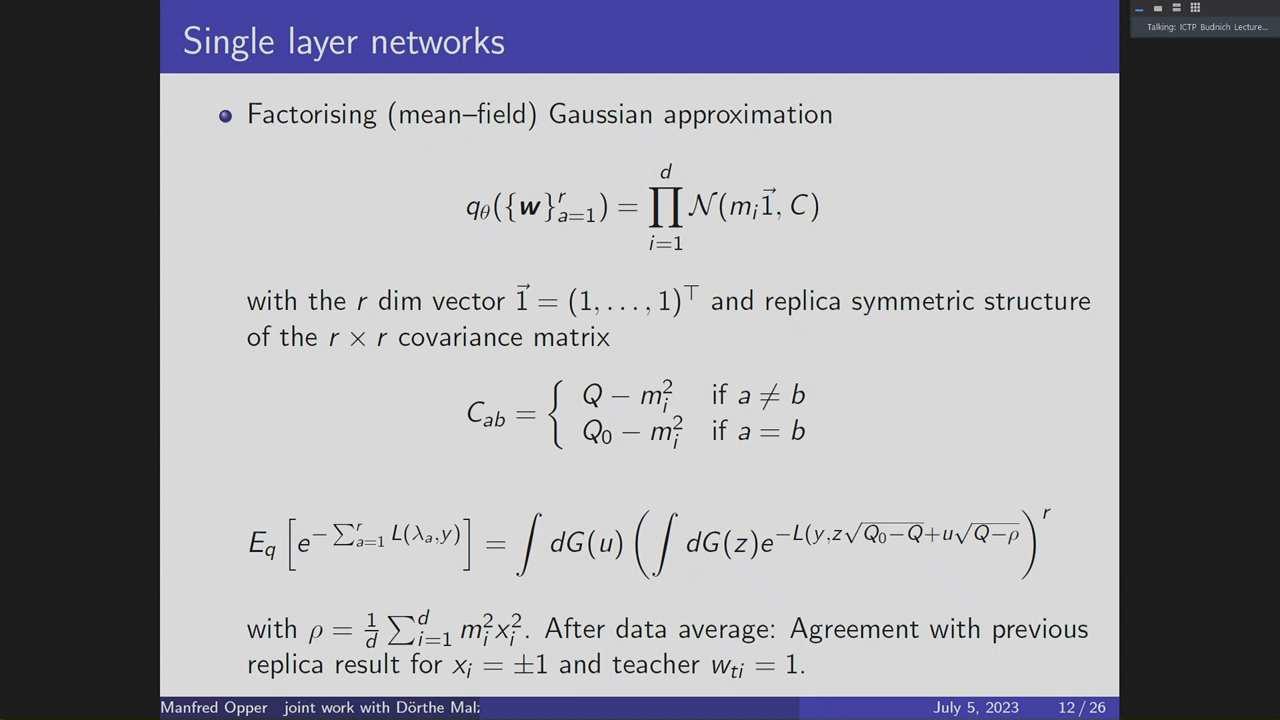 Single layer networks
Talking: ICTP Budnich Lecture...
Factorising (mean–field) Gaussian approximation
q_θ({w}^r_{a=1}) = ∏_{i=1}^{d} 𝒩(m_i 1⃗, C)
with the r dim vector 1⃗ = (1, . . . , 1)^⊤ and replica symmetric structure
of the r × r covariance matrix
C_{ab} = { Q − m_i^2 if a ≠ b
Q_0 − m_i^2 if a = b
E_q [e^{−∑_{a=1}^r L(λ_a,y)}] = ∫ dG(u) (∫ dG(z)e^{−L(y,z√(Q_0−Q)+u√(Q−ρ)})^r
with ρ = 1/d ∑_{i=1}^d m_i^2 x_i^2. After data average: Agreement with previous
replica result for x_i = ±1 and teacher w_{ti} = 1.
Manfred Opper joint work with Dörthe Malz July 5, 2023 12 / 26